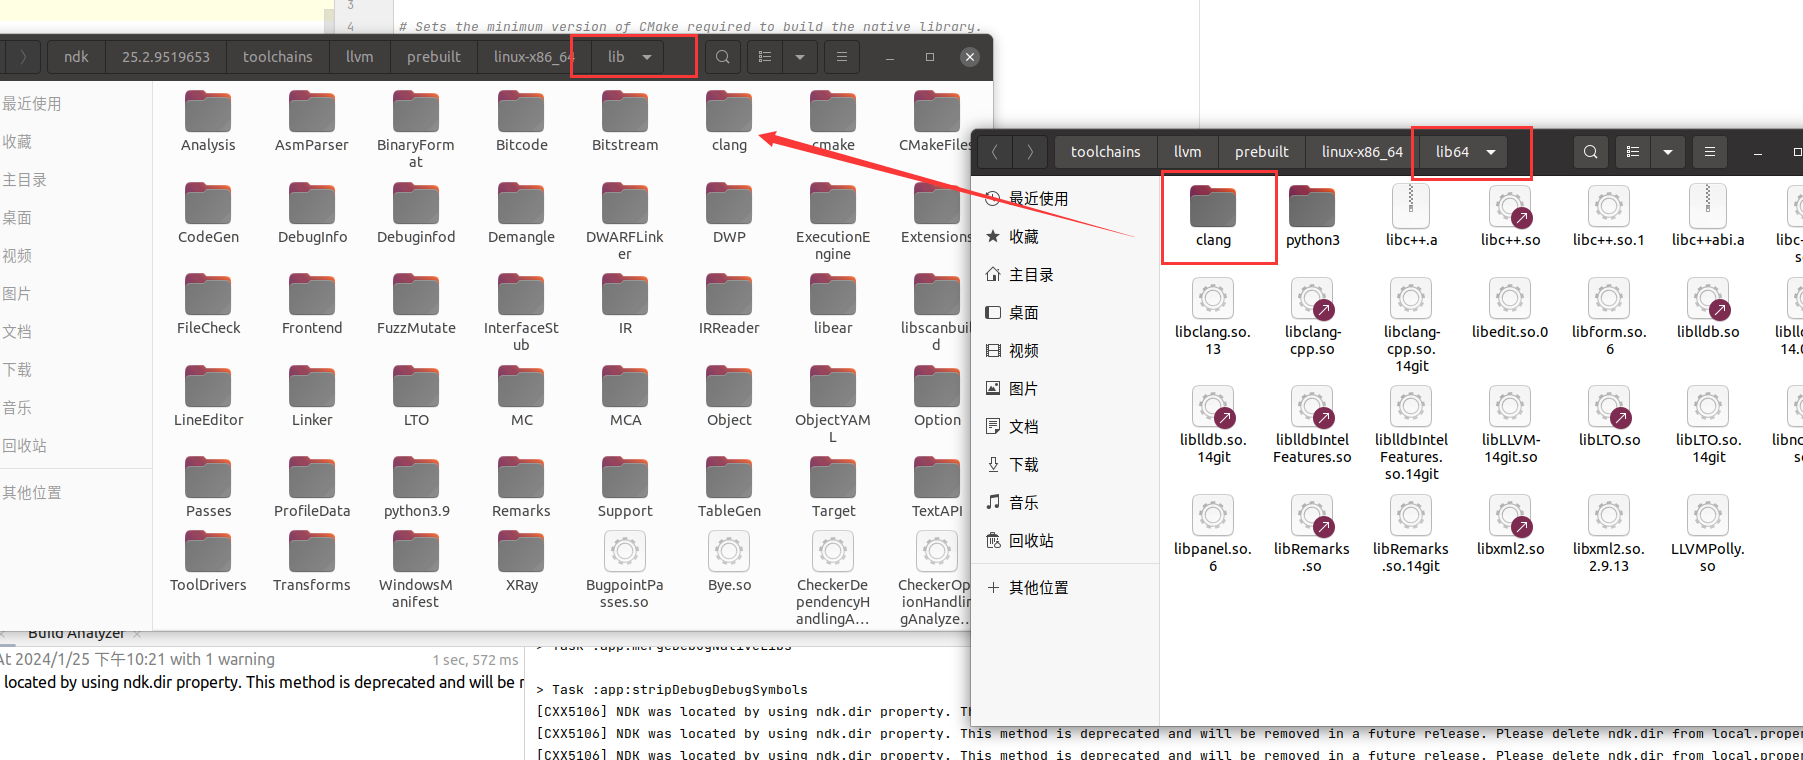 3
4 # Sets the minimum version of CMake required to build the native library.
ndk 25.2.9519653 toolchains llvm prebuilt linux-x86_64 lib
最近使用
收藏
主目录
桌面
视频
图片
文档
下载
音乐
回收站
其他位置
Analysis AsmParser BinaryFormat Bitcode Bitstream clang cmake CMakeFiles
CodeGen DebugInfo Debuginfod Demangle DWARFLinker DWP ExecutionEngine Extensions
FileCheck Frontend FuzzMutate InterfaceStub IR IRReader libear libscanbuild
LineEditor Linker LTO MC MCA Object ObjectYAML Option
Passes ProfileData python3.9 Remarks Support TableGen Target TextAPI
ToolDrivers Transforms WindowsManifest XRay BugpointPasses.so Bye.so CheckerDependencyHandlingA... CheckerOptionHandlingAnalyze...
toolchains llvm prebuilt linux-x86_64 lib64
最近使用
收藏
主目录
桌面
视频
图片
文档
下载
音乐
回收站
其他位置
clang python3 libc++.a libc++.so libc++.so.1 libc++abi.a
libclang.so.13 libclang-cpp.so libclang-cpp.so.14git libedit.so.0 libform.so.6 liblldb.so
liblldb.so.14git liblldbIntelFeatures.so liblldbIntelFeatures.so.14git libLLVM-14git.so libLTO.so libLTO.so.14git
libpanel.so.6 libRemarks.so libRemarks.so.14git libxml2.so libxml2.so.2.9.13 LLVMPolly.so
Build Analyzer
At 2024/1/25 下午10:21 with 1 warning 1 sec, 572 ms
located by using ndk.dir property. This method is deprecated and will be r
> Task :app:mergeDebugNativeLibs
> Task :app:stripDebugDebugSymbols
[CXX5106] NDK was located by using ndk.dir property. Th
[CXX5106] NDK was located by using ndk.dir property. This method is deprecated and will be removed in a future release. Please delete ndk.dir from local.prope
[CXX5106] NDK was located by using ndk.dir property. This method is deprecated and will be removed in a future release. Please delete ndk.dir from local.prope